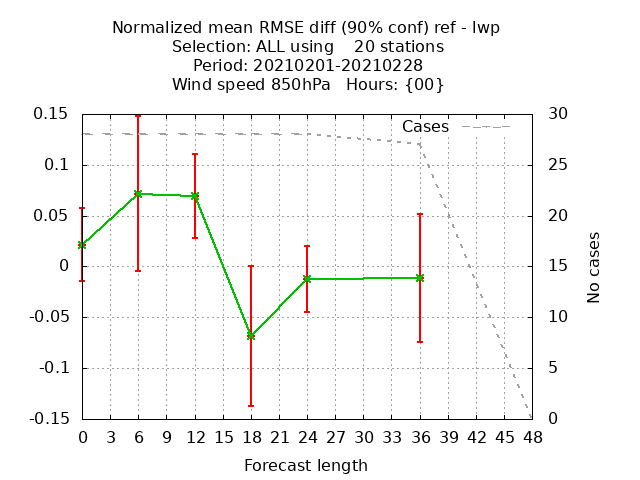 Normalized mean RMSE diff (90% conf) ref - lwp
Selection: ALL using    20 stations
Period: 20210201-20210228
Wind speed 850hPa   Hours: {00}
0.15
0.1
0.05
0
-0.05
-0.1
-0.15
Cases
30
25
20
15
10
5
0
No cases
0 3 6 9 12 15 18 21 24 27 30 33 36 39 42 45 48
Forecast length